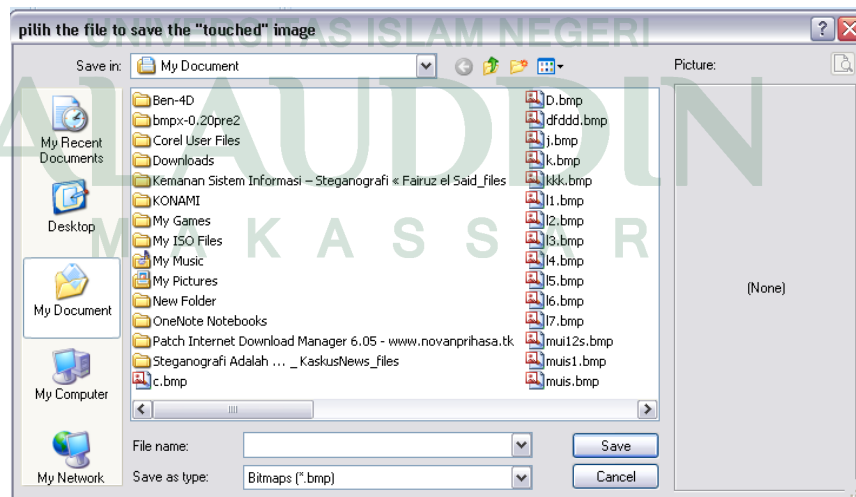 pilih the file to save the "touched" image
UNIVERSITAS ISLAM NEGERI
Save in:
My Document
Picture:
ALAUDDIN
MAKASSAR
My Recent
Documents
Desktop
My Document
My Computer
My Network
Ben-4D
bmpx-0.20pre2
Corel User Files
Downloads
Kemanan Sistem Informasi – Steganografi « Fairuz el Said_files
KONAMI
My Games
My ISO Files
My Music
My Pictures
New Folder
OneNote Notebooks
Patch Internet Download Manager 6.05 - www.novanprihasa.tk
Steganografi Adalah ... _ KaskusNews_files
c.bmp
D.bmp
dfddd.bmp
j.bmp
k.bmp
kkk.bmp
l1.bmp
l2.bmp
l3.bmp
l4.bmp
l5.bmp
l6.bmp
l7.bmp
mui12s.bmp
muis1.bmp
muis.bmp
(None)
File name:
Save
Save as type:
Bitmaps (*.bmp)
Cancel